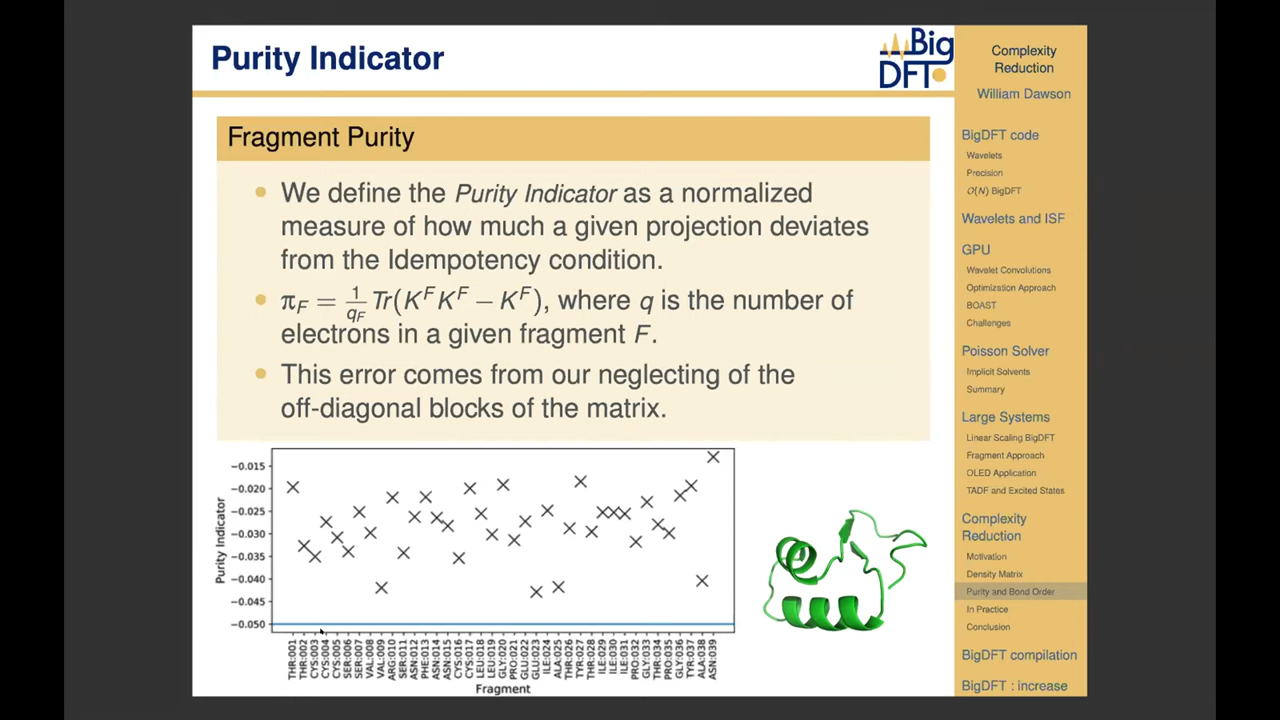 Purity Indicator
Big
DFT
Fragment Purity
We define the Purity Indicator as a normalized
measure of how much a given projection deviates
from the Idempotency condition.
π_F = 1/q_F Tr(K^F K^F − K^F), where q is the number of
electrons in a given fragment F.
This error comes from our neglecting of the
off-diagonal blocks of the matrix.
Purity Indicator
−0.015
−0.020
−0.025
−0.030
−0.035
−0.040
−0.045
−0.050
THR:001
THR:002
CYS:003
CYS:004
CYS:005
SER:006
SER:007
VAL:008
VAL:009
ARG:010
SER:011
ASN:012
PHE:013
ASN:014
ASN:015
CYS:016
CYS:017
LEU:018
LEU:019
GLY:020
PRO:021
GLU:022
GLU:023
ILE:024
ALA:025
THR:026
TYR:027
THR:028
ILE:029
ILE:030
ILE:031
PRO:032
GLY:033
THR:034
PRO:035
GLY:036
TYR:037
ALA:038
ASN:039
Fragment
Complexity
Reduction
William Dawson
BigDFT code
Wavelets
Precision
O(N) BigDFT
Wavelets and ISF
GPU
Wavelet Convolutions
Optimization Approach
BOAST
Challenges
Poisson Solver
Implicit Solvents
Summary
Large Systems
Linear Scaling BigDFT
Fragment Approach
OLED Application
TADF and Excited States
Complexity
Reduction
Motivation
Density Matrix
Purity and Bond Order
In Practice
Conclusion
BigDFT compilation
BigDFT : increase